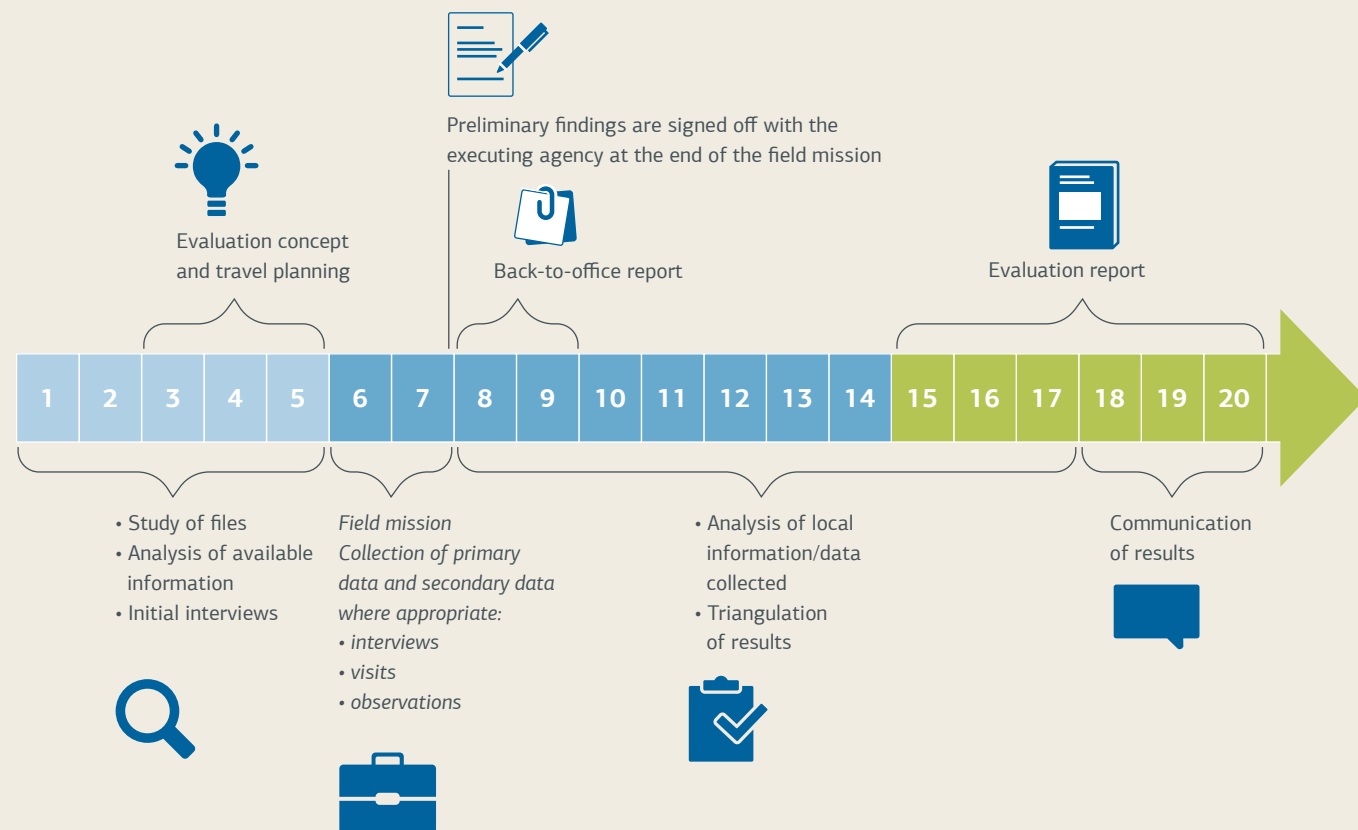 Preliminary findings are signed off with the
executing agency at the end of the field mission
Evaluation concept
and travel planning
Back-to-office report
Evaluation report
1 2 3 4 5 6 7 8 9 10 11 12 13 14 15 16 17 18 19 20
• Study of files
• Analysis of available
information
• Initial interviews
Field mission
Collection of primary
data and secondary data
where appropriate:
• interviews
• visits
• observations
• Analysis of local
information/data
collected
• Triangulation
of results
Communication
of results